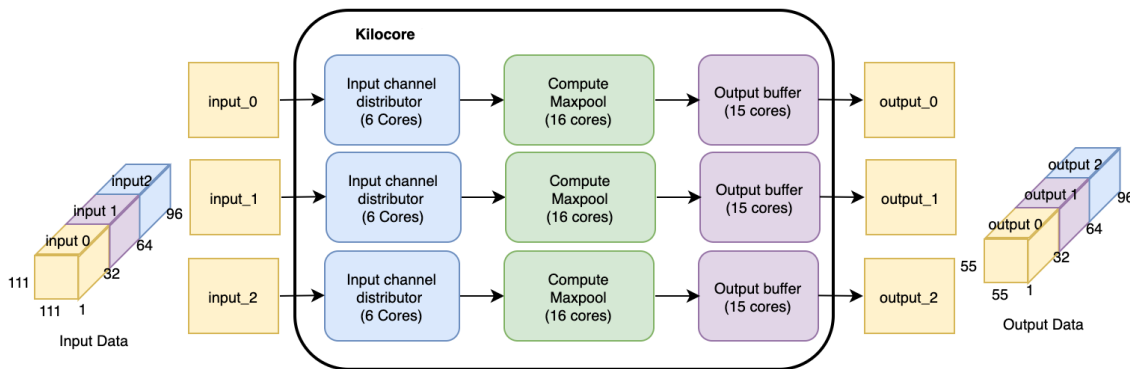 Kilocore
input_0
Input channel
distributor
(6 Cores)
Compute
Maxpool
(16 cores)
Output buffer
(15 cores)
output_0
input_1
Input channel
distributor
(6 Cores)
Compute
Maxpool
(16 cores)
Output buffer
(15 cores)
output_1
input_2
Input channel
distributor
(6 Cores)
Compute
Maxpool
(16 cores)
Output buffer
(15 cores)
output_2
input2
input 1
input 0
96
64
32
1
111
111
Input Data
output 2
output 1
output 0
96
64
32
1
55
55
Output Data